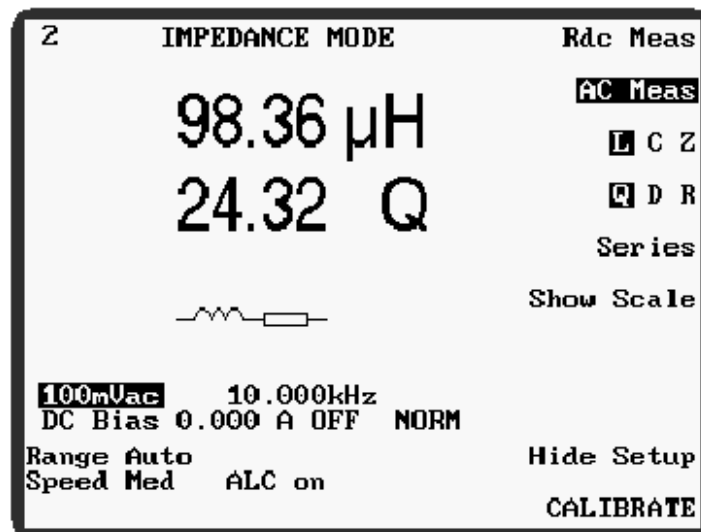 2 IMPEDANCE MODE Rdc Meas
AC Meas
98.36 µH
L C Z
24.32 Q
Q D R
Series
Show Scale
100mVac 10.000kHz
DC Bias 0.000 A OFF NORM
Range Auto Hide Setup
Speed Med ALC on
CALIBRATE